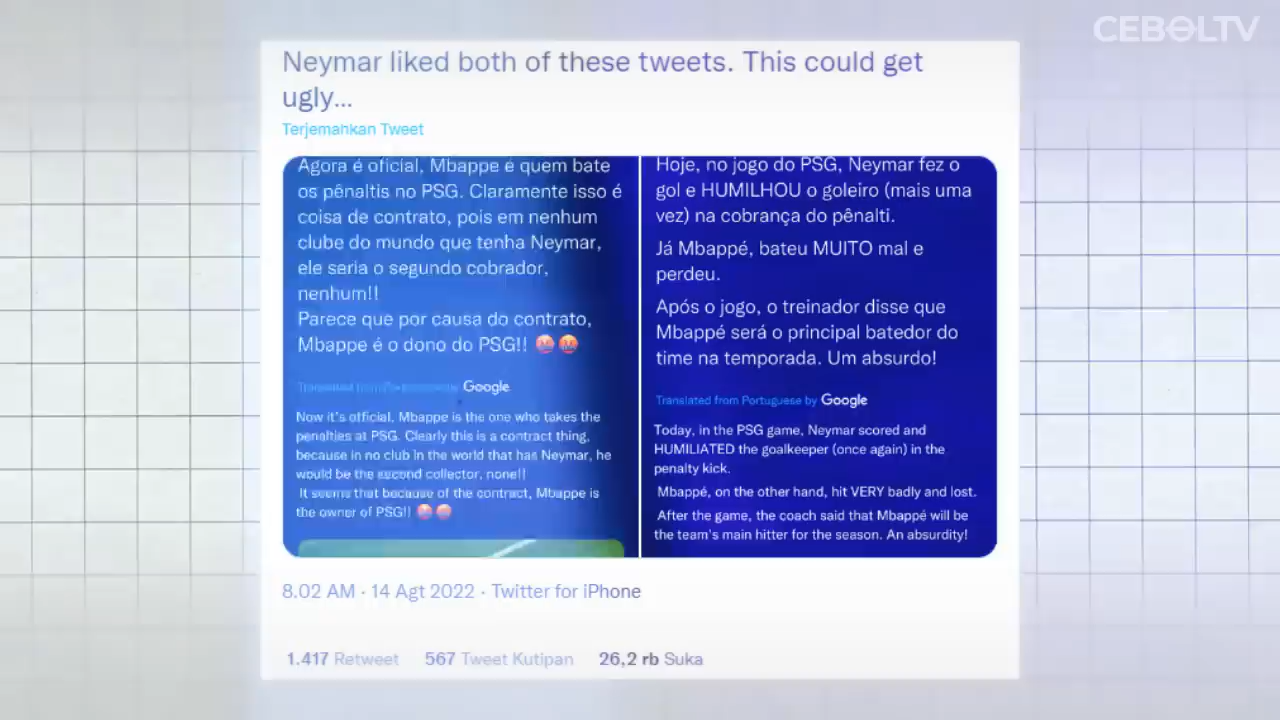 CEBOLTV
Neymar liked both of these tweets. This could get
ugly...
Terjemahkan Tweet
Agora é oficial, Mbappe é quem bate
os pênaltis no PSG. Claramente isso é
coisa de contrato, pois em nenhum
clube do mundo que tenha Neymar,
ele seria o segundo cobrador,
nenhum!!
Parece que por causa do contrato,
Mbappe é o dono do PSG!! 🤬🤬
Translated from Portuguese by Google
Now it's official, Mbappe is the one who takes the
penalties at PSG. Clearly this is a contract thing,
because in no club in the world that has Neymar, he
would be the second collector, none!!
It seems that because of the contract, Mbappe is
the owner of PSG!! 🤬🤬
Hoje, no jogo do PSG, Neymar fez o
gol e HUMILHOU o goleiro (mais uma
vez) na cobrança do pênalti.
Já Mbappé, bateu MUITO mal e
perdeu.
Após o jogo, o treinador disse que
Mbappé será o principal batedor do
time na temporada. Um absurdo!
Translated from Portuguese by Google
Today, in the PSG game, Neymar scored and
HUMILIATED the goalkeeper (once again) in the
penalty kick.
Mbappé, on the other hand, hit VERY badly and lost.
After the game, the coach said that Mbappé will be
the team's main hitter for the season. An absurdity!
8.02 AM · 14 Agt 2022 · Twitter for iPhone
1.417 Retweet 567 Tweet Kutipan 26,2 rb Suka